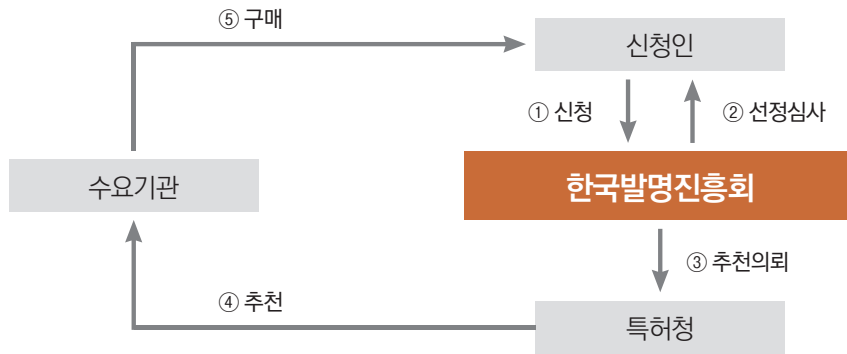 ⑤ 구매
신청인
① 신청
② 선정심사
수요기관
한국발명진흥회
③ 추천의뢰
④ 추천
특허청